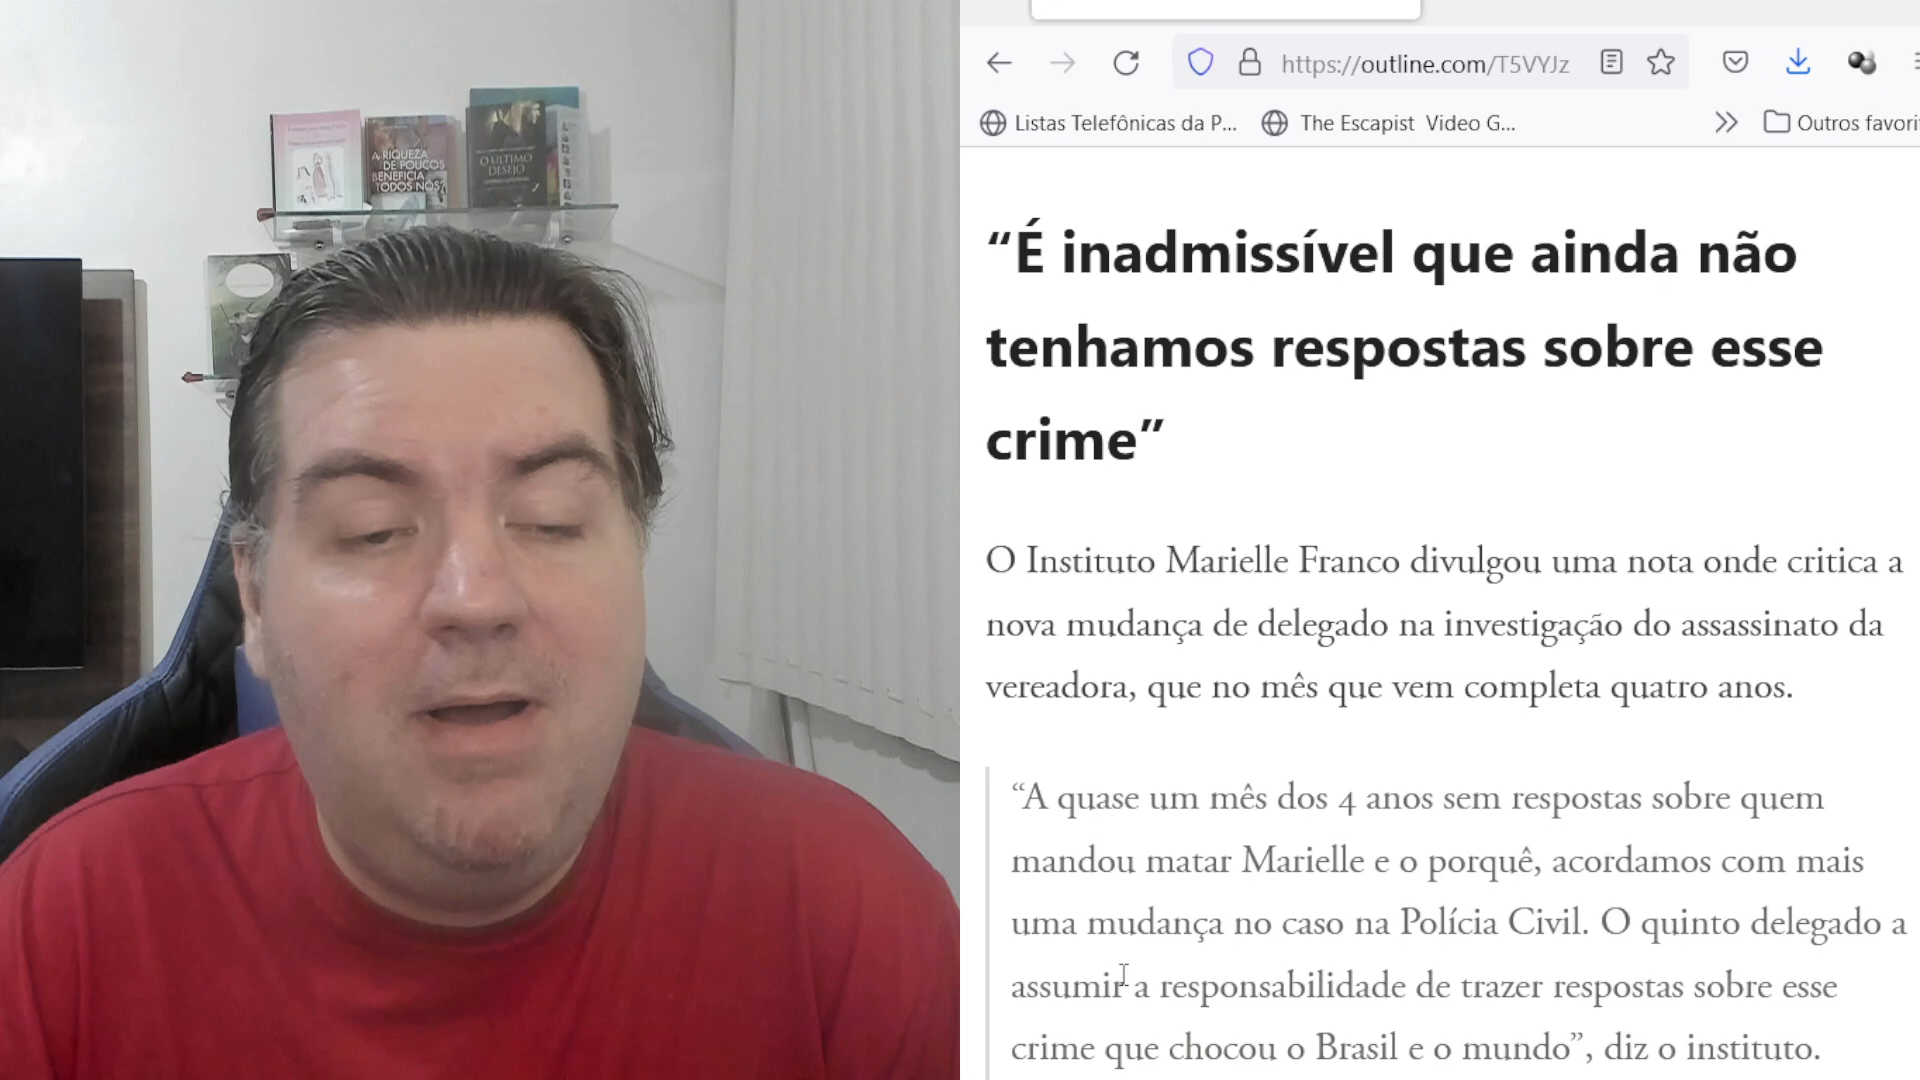 A RIQUEZA
DE POUCOS
BENEFICIA
TODOS NÓS?
O ÚLTIMO
DESEJO
https://outline.com/T5VYJz
Listas Telefônicas da P...
The Escapist Video G...
Outros favori
“É inadmissível que ainda não
tenhamos respostas sobre esse
crime”
O Instituto Marielle Franco divulgou uma nota onde critica a
nova mudança de delegado na investigação do assassinato da
vereadora, que no mês que vem completa quatro anos.
“A quase um mês dos 4 anos sem respostas sobre quem
mandou matar Marielle e o porquê, acordamos com mais
uma mudança no caso na Polícia Civil. O quinto delegado a
assumir a responsabilidade de trazer respostas sobre esse
crime que chocou o Brasil e o mundo”, diz o instituto.